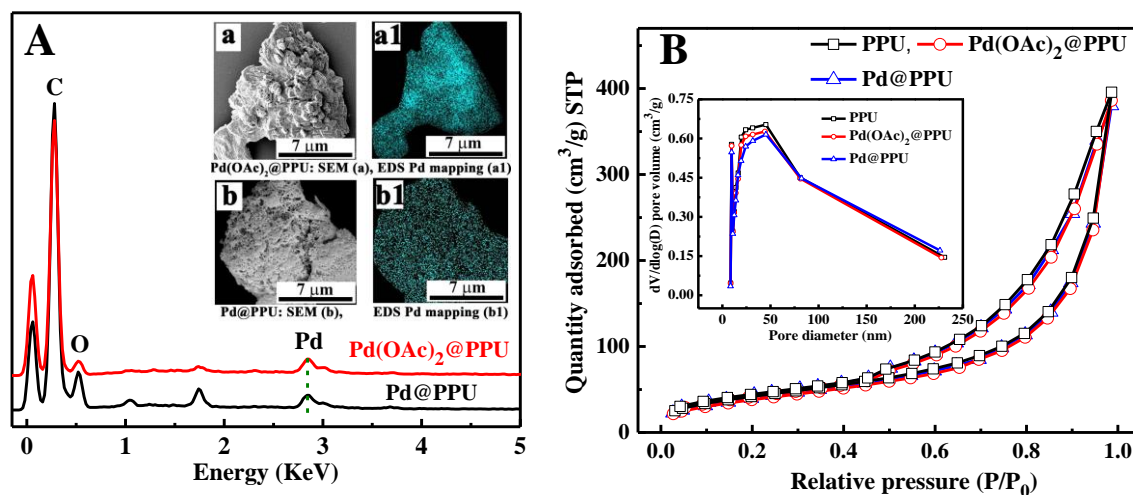 A
C
O
Pd
a
a1
7 μm
7 μm
Pd(OAc)2@PPU: SEM (a), EDS Pd mapping (a1)
b
b1
7 μm
7 μm
Pd@PPU: SEM (b), EDS Pd mapping (b1)
Pd(OAc)2@PPU
Pd@PPU
0 1 2 3 4 5
Energy (KeV)
B
PPU, Pd(OAc)2@PPU
Pd@PPU
Quantity adsorbed (cm3/g) STP
400
300
200
100
0
0.0 0.2 0.4 0.6 0.8 1.0
Relative pressure (P/P0)
dV/dlog(D) pore volume (cm3/g)
0.75
0.60
0.45
0.30
0.15
0.00
PPU
Pd(OAc)2@PPU
Pd@PPU
0 50 100 150 200 250
Pore diameter (nm)